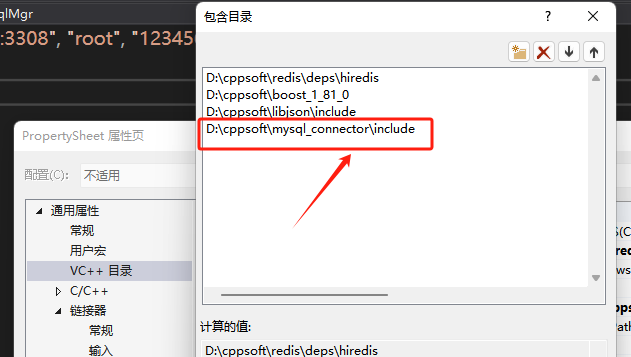 qlMgr
:3308", "root", "12345
包含目录
?
D:\cppsoft\redis\deps\hiredis
D:\cppsoft\boost_1_81_0
D:\cppsoft\libjson\include
D:\cppsoft\mysql_connector\include
PropertySheet 属性页
配置(C):
不适用
通用属性
常规
用户宏
VC++ 目录
C/C++
链接器
常规
输入
计算的值:
D:\cppsoft\redis\deps\hiredis